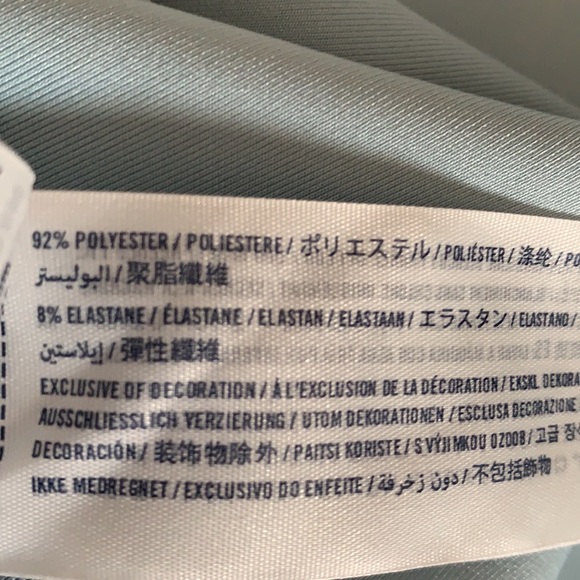 92% POLYESTER / POLIESTERE / ポリエステル / POLIÉSTER / 涤纶 / PO
البوليستر / 聚脂纖維
8% ELASTANE / ÉLASTANE / ELASTAN / ELASTAAN / エラスタン / ELASTANO /
إيلاستين / 彈性纖維
EXCLUSIVE OF DECORATION / À L'EXCLUSION DE LA DÉCORATION / EKSKL DEKORA
AUSSCHLIESSLICH VERZIERUNG / UTOM DEKORATIONEN / ESCLUSA DECORAZIONE
DECORACIÓN / 装饰物除外 / PAITSI KORISTE / S VÝJIMKOU OZDOB / 고급 장식
IKKE MEDREGNET / EXCLUSIVO DO ENFEITE / دون زخرفة / 不包括飾物